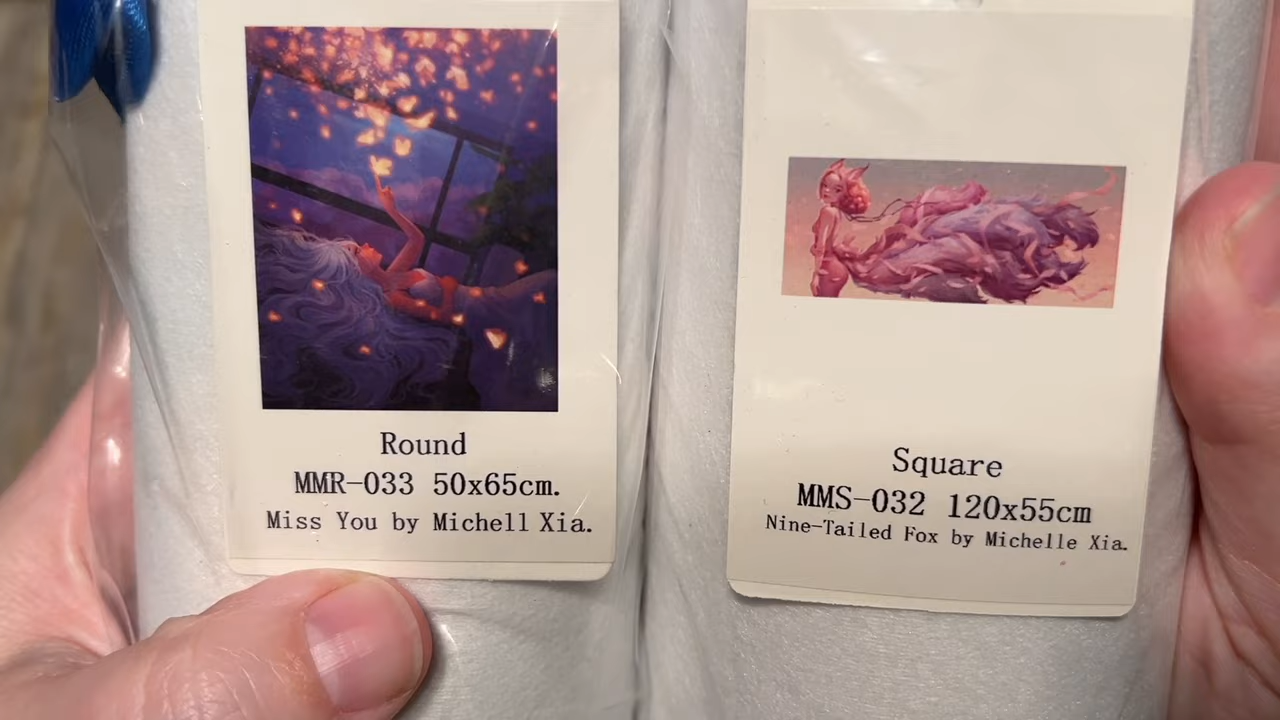 Round
MMR-033 50x65cm.
Miss You by Michell Xia.
Square
MMS-032 120x55cm
Nine-Tailed Fox by Michelle Xia.